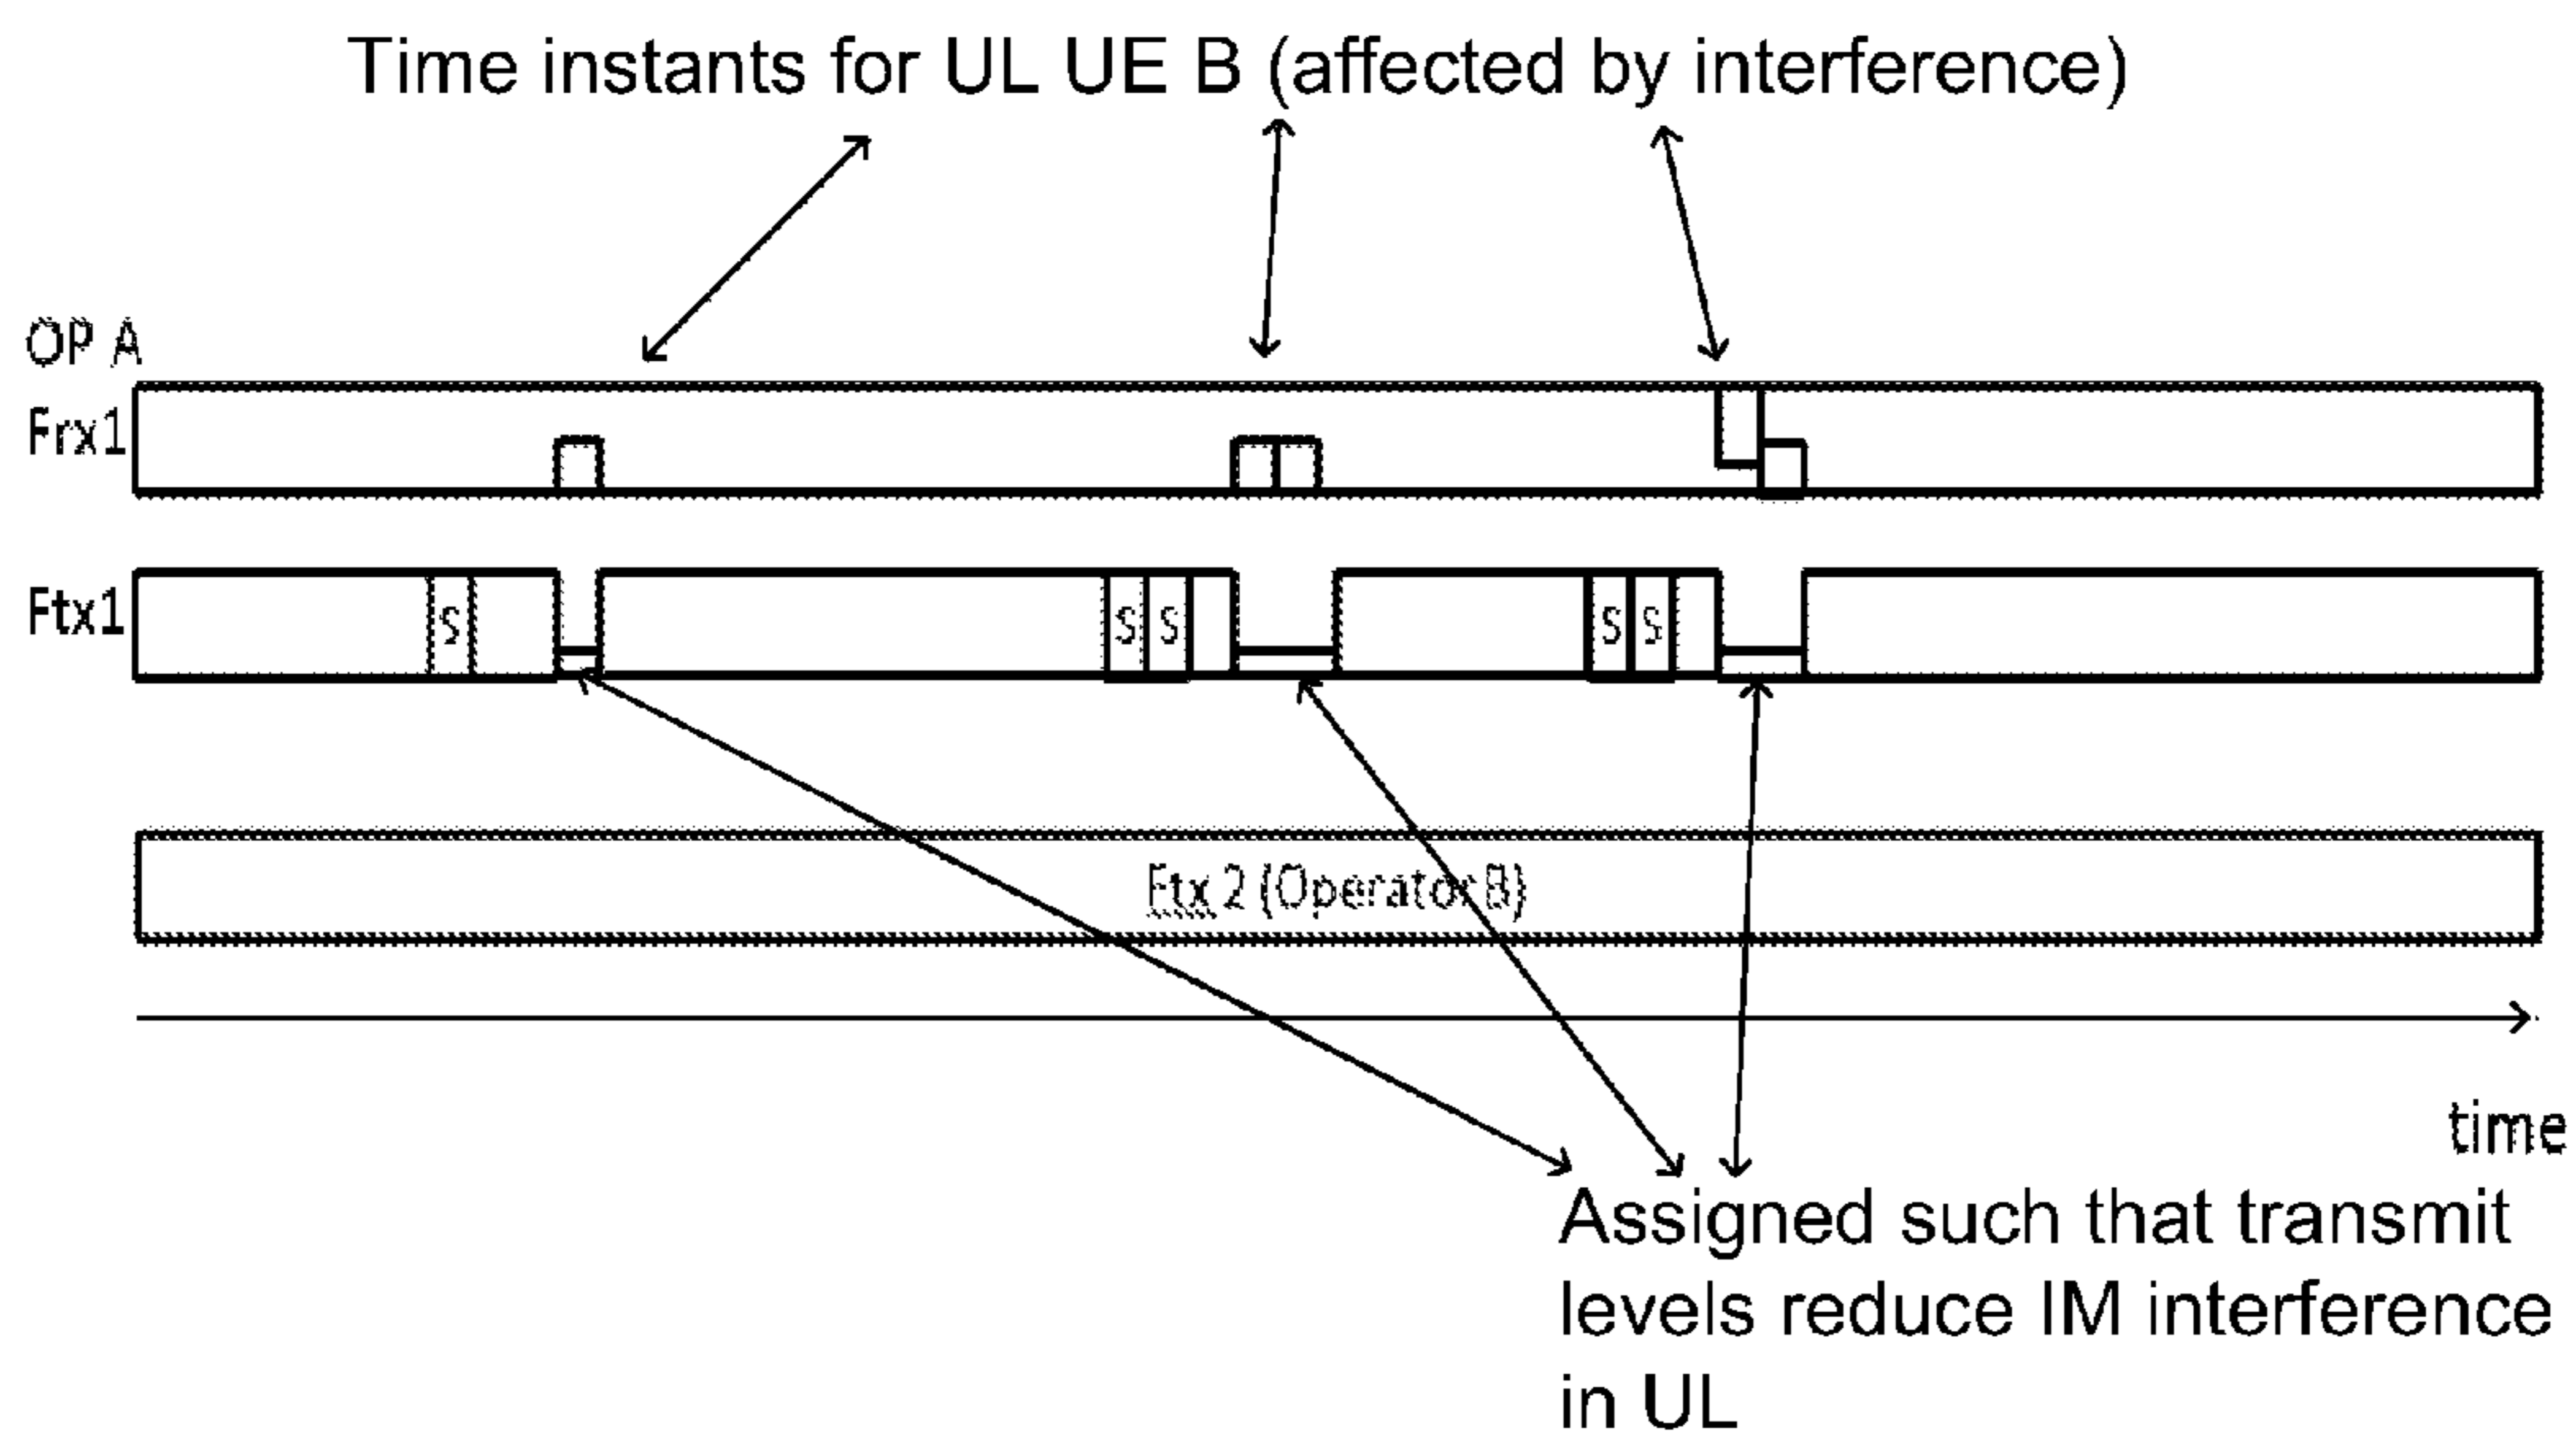 Time instants for UL UE B (affected by interference)
OP A
Frx1
Ftx1
S
S
S
S
S
Ftx 2 (Operator B)
time
Assigned such that transmit
levels reduce IM interference
in UL